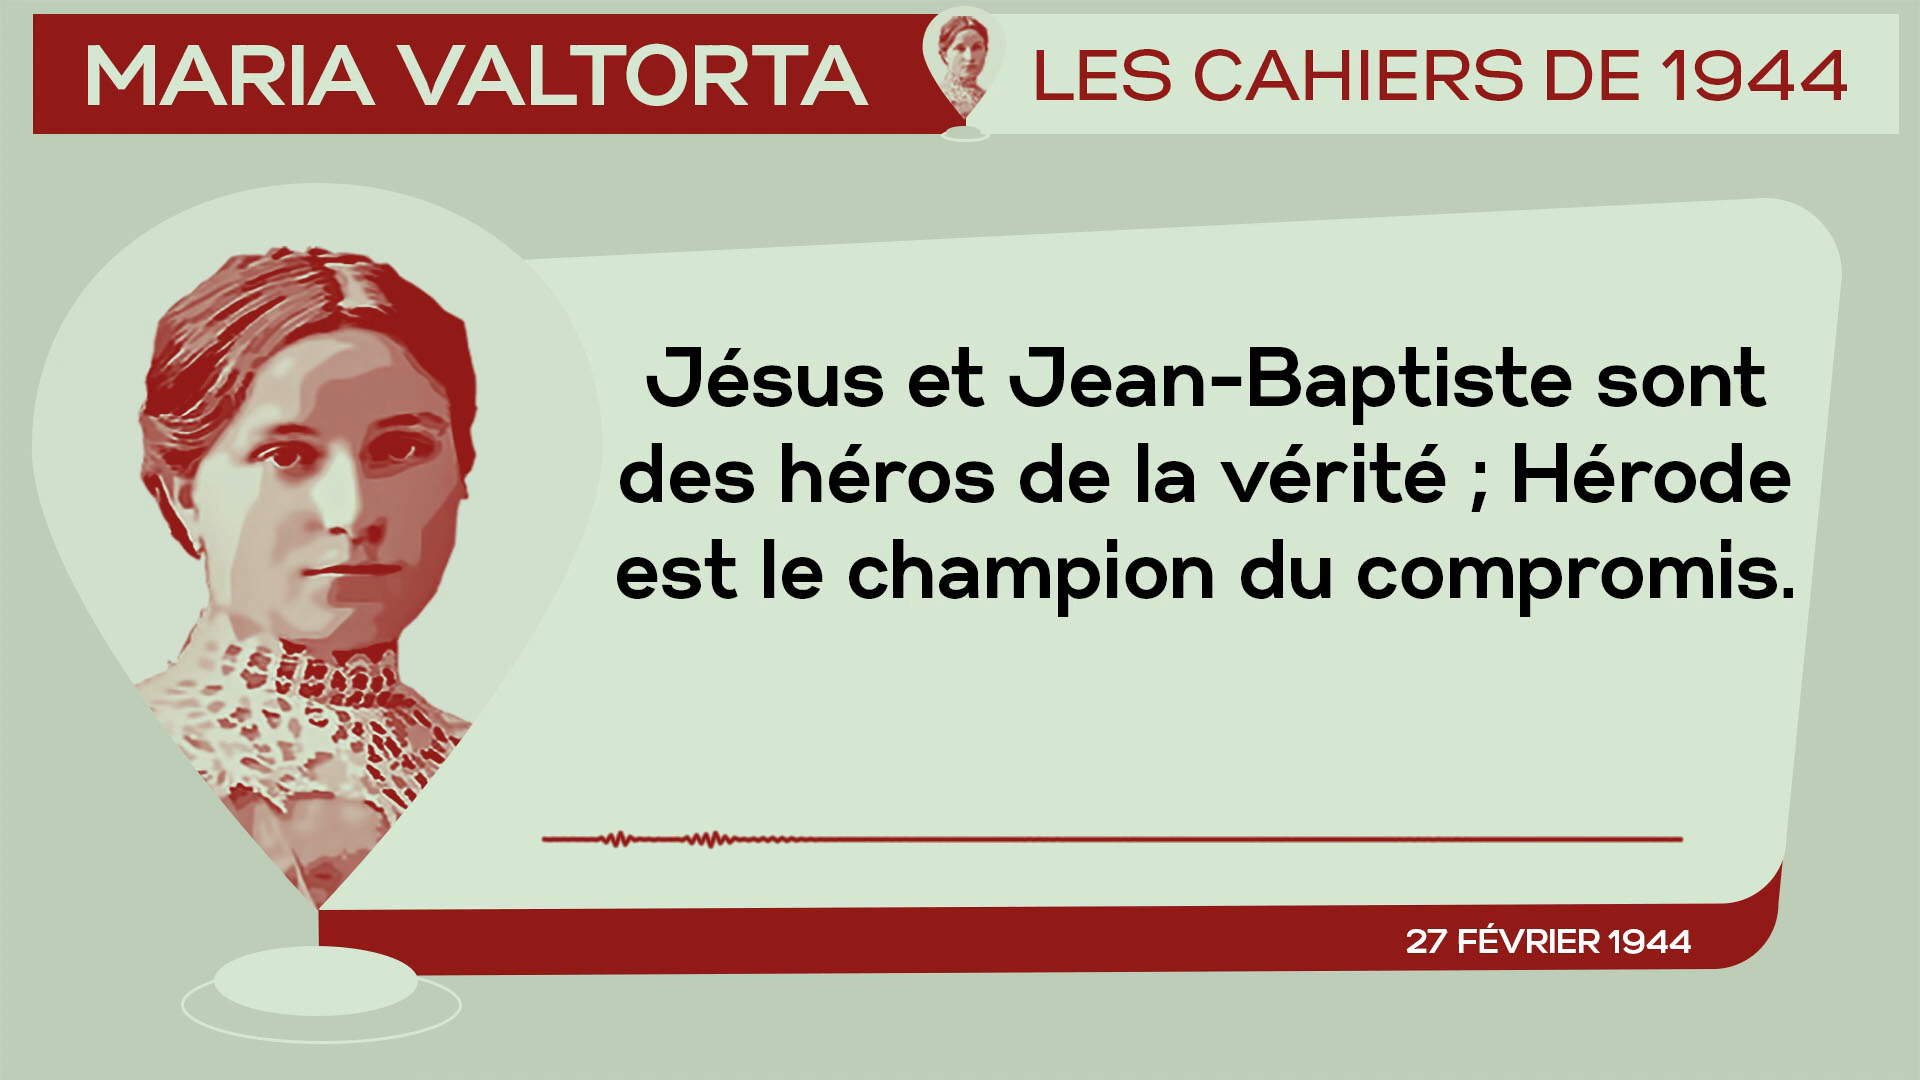 MARIA VALTORTA
LES CAHIERS DE 1944
Jésus et Jean-Baptiste sont
des héros de la vérité ; Hérode
est le champion du compromis.
27 FÉVRIER 1944